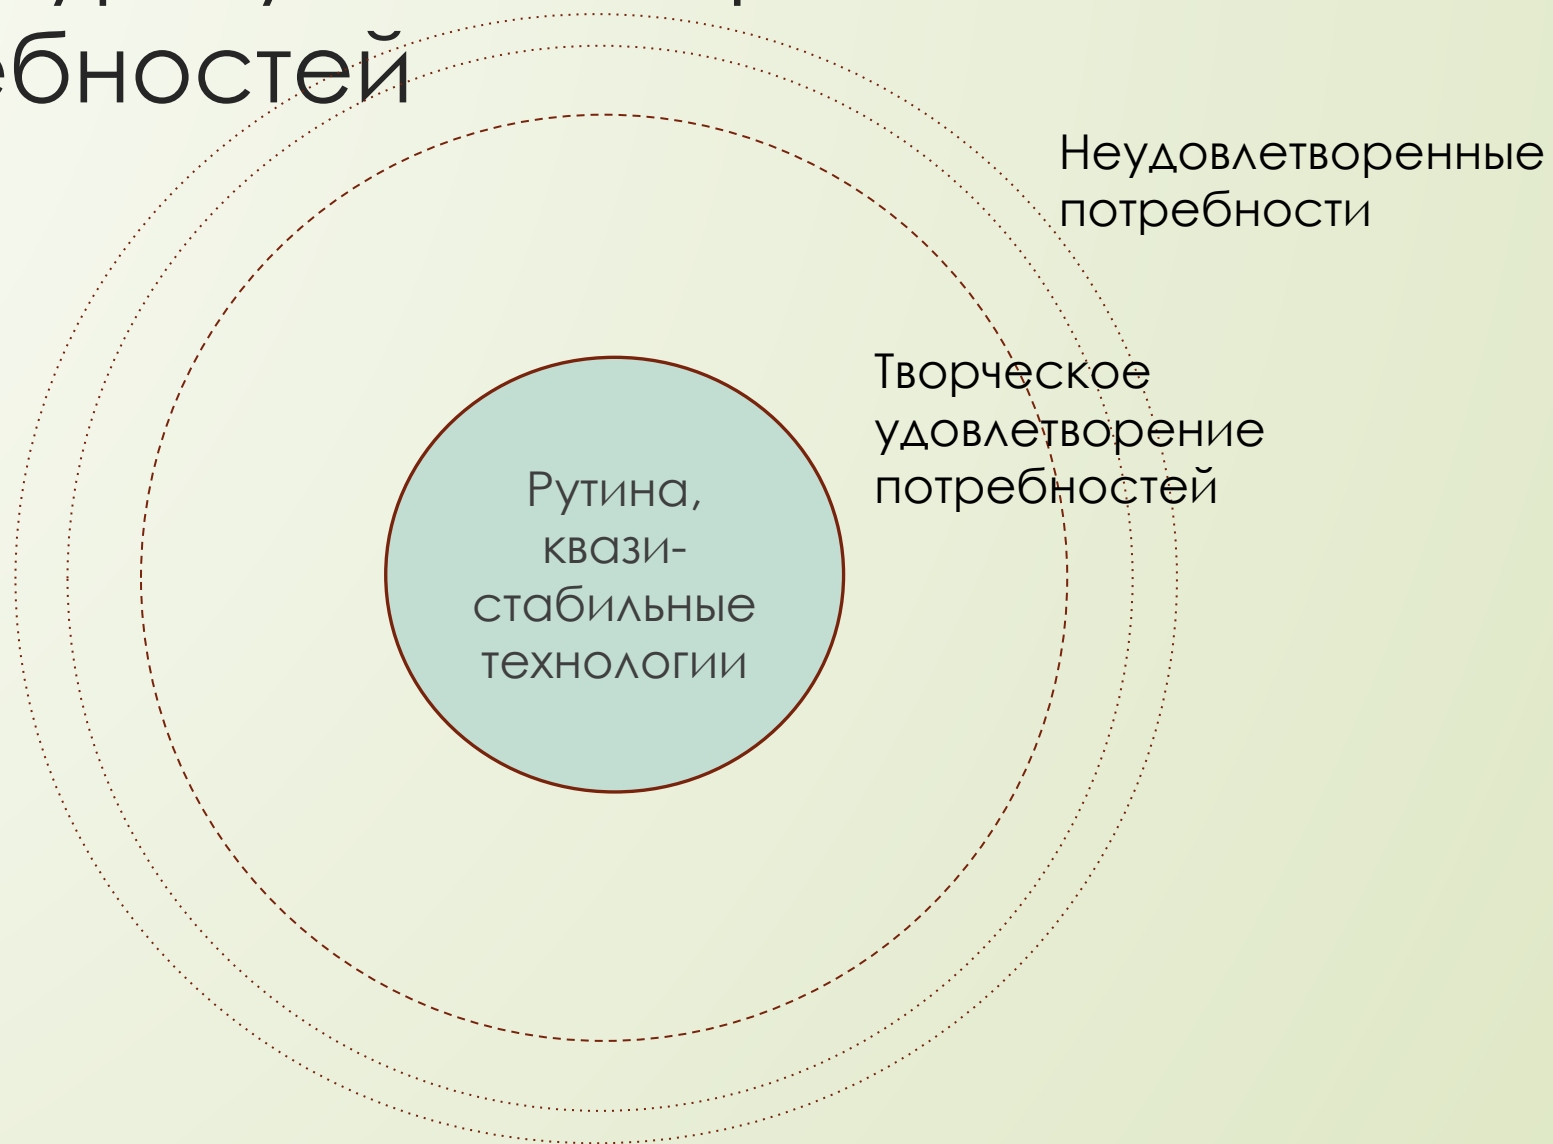 ебностей
Неудовлетворенные
потребности
Творческое
удовлетворение
потребностей
Рутина,
квази-
стабильные
технологии